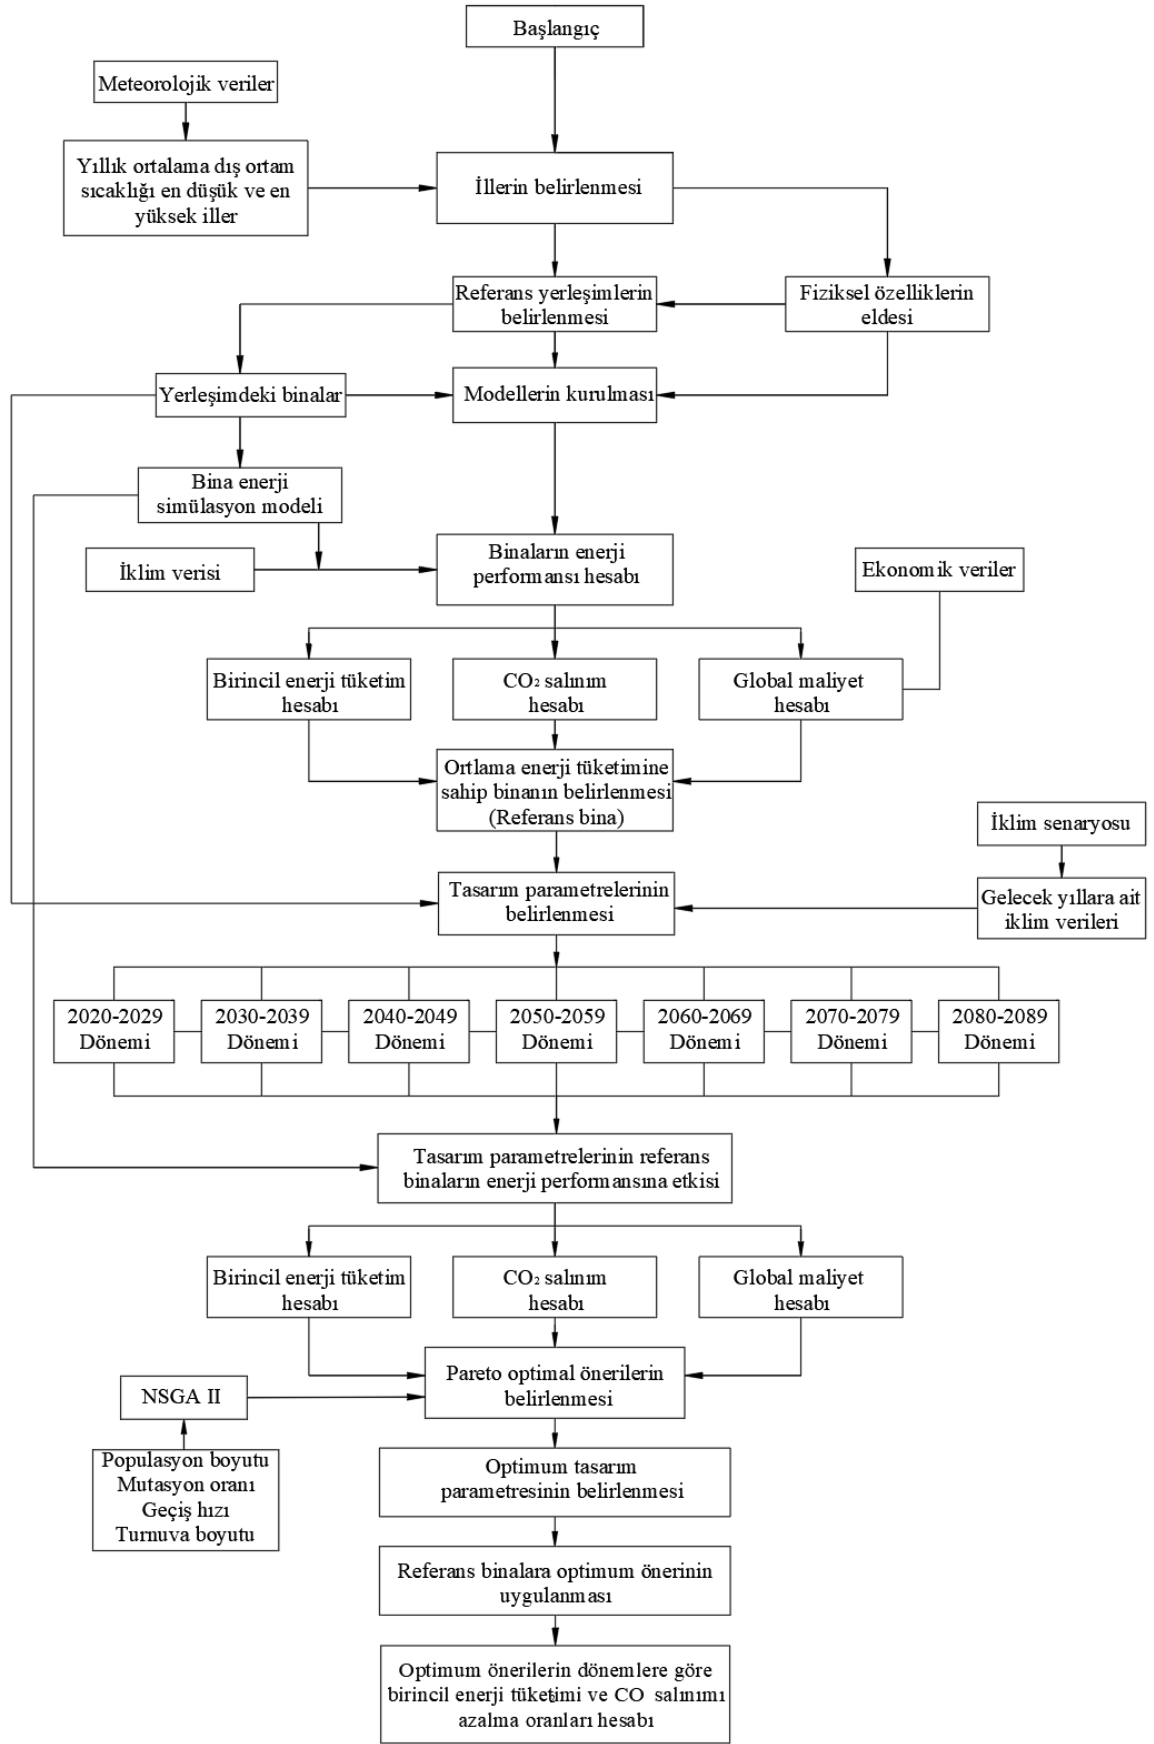 Başlangıç
Meteorolojik veriler
Yıllık ortalama dış ortam
sıcaklığı en düşük ve en
yüksek iller
İllerin belirlenmesi
Referans yerleşimlerin
belirlenmesi
Fiziksel özelliklerin
eldesi
Yerleşimdeki binalar
Modellerin kurulması
Bina enerji
simülasyon modeli
İklim verisi
Binaların enerji
performansı hesabı
Ekonomik veriler
Birincil enerji tüketim
hesabı
CO₂ salınım
hesabı
Global maliyet
hesabı
Ortlama enerji tüketimine
sahip binanın belirlenmesi
(Referans bina)
İklim senaryosu
Tasarım parametrelerinin
belirlenmesi
Gelecek yıllara ait
iklim verileri
2020-2029
Dönemi
2030-2039
Dönemi
2040-2049
Dönemi
2050-2059
Dönemi
2060-2069
Dönemi
2070-2079
Dönemi
2080-2089
Dönemi
Tasarım parametrelerinin referans
binaların enerji performansına etkisi
Birincil enerji tüketim
hesabı
CO₂ salınım
hesabı
Global maliyet
hesabı
Pareto optimal önerilerin
belirlenmesi
NSGA II
Populasyon boyutu
Mutasyon oranı
Geçiş hızı
Turnuva boyutu
Optimum tasarım
parametresinin belirlenmesi
Referans binalara optimum önerinin
uygulanması
Optimum önerilerin dönemlere göre
birincil enerji tüketimi ve CO salınımı
azalma oranları hesabı